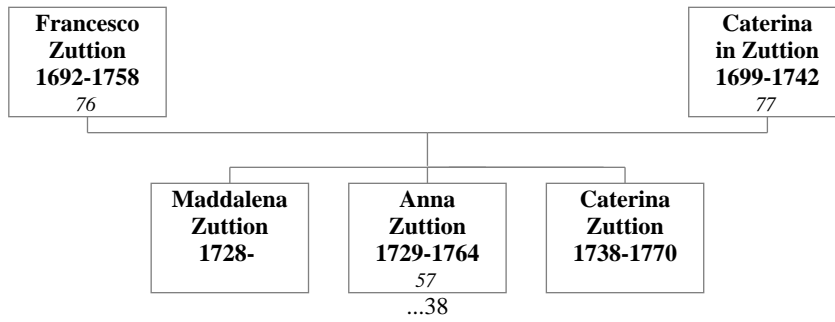 Francesco
Zuttion
1692-1758
76
Caterina
in Zuttion
1699-1742
77
Maddalena
Zuttion
1728-
Anna
Zuttion
1729-1764
57
...38
Caterina
Zuttion
1738-1770